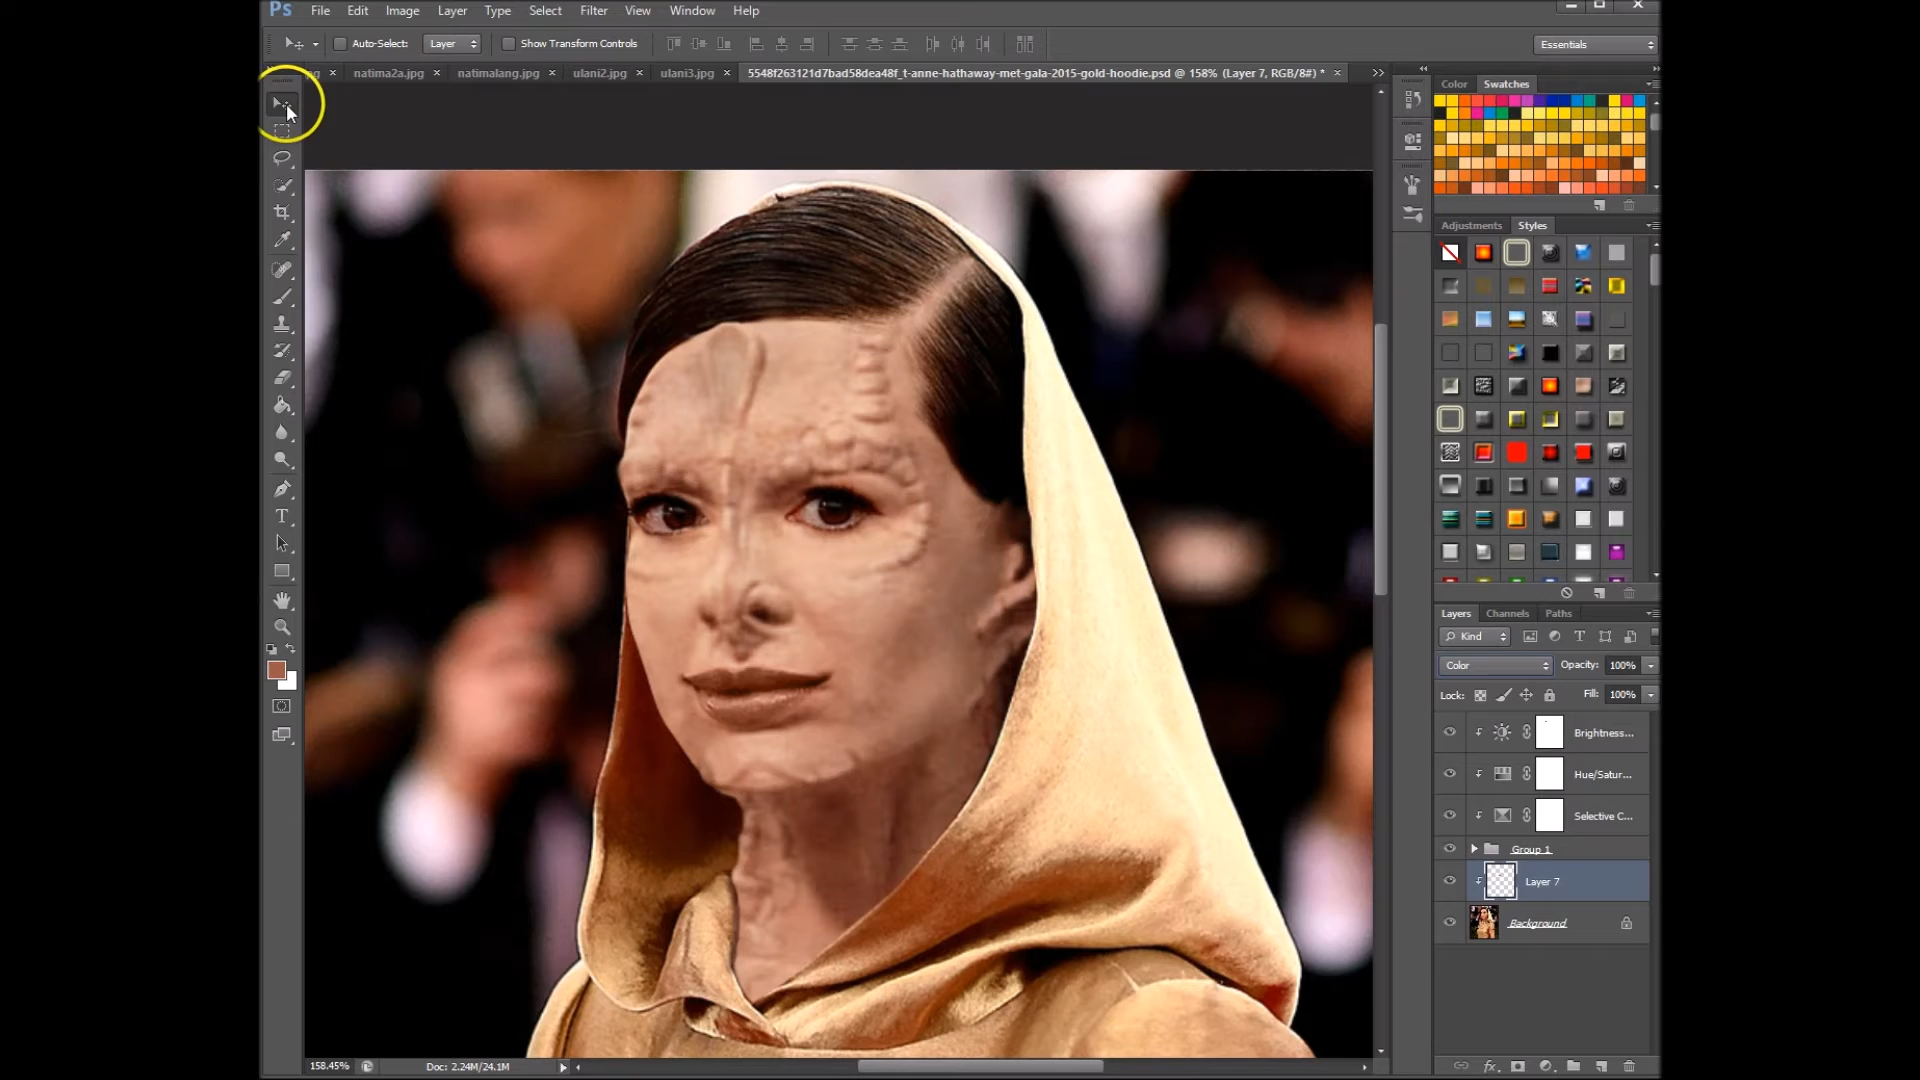 Ps File Edit Image Layer Type Select Filter View Window Help
Auto-Select: Layer Show Transform Controls Essentials
pg × natima2a.jpg × natimalang.jpg × ulani2.jpg × ulani3.jpg × 5548f263121d7bad58dea48f_t-anne-hathaway-met-gala-2015-gold-hoodie.psd @ 158% (Layer 7, RGB/8#) * ×
Color Swatches
Adjustments Styles
Layers Channels Paths
Kind
Color Opacity: 100%
Lock: Fill: 100%
Brightness...
Hue/Satur...
Selective C...
Group 1
Layer 7
Background
158.45% Doc: 2.24M/24.1M